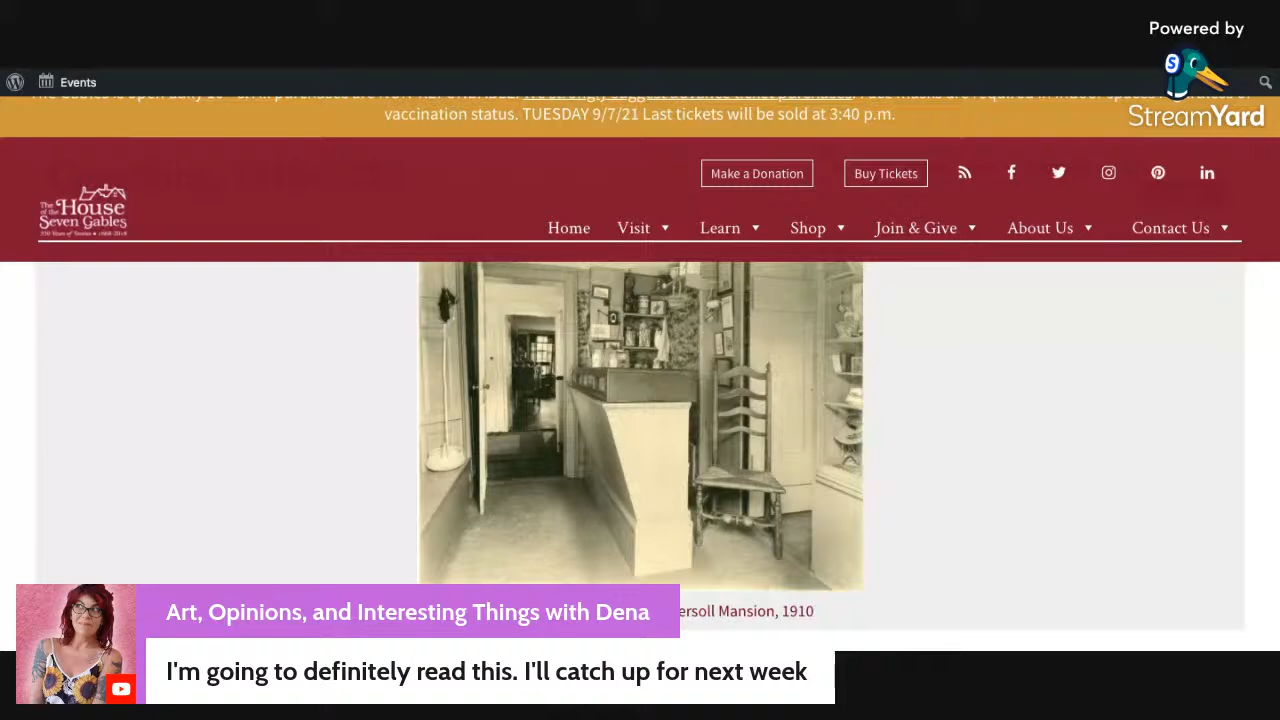 Powered by
StreamYard
Events
vaccination status. TUESDAY 9/7/21 Last tickets will be sold at 3:40 p.m.
Make a Donation
Buy Tickets
The House
of the
Seven Gables
Home Visit Learn Shop Join & Give About Us Contact Us
ersoll Mansion, 1910
Art, Opinions, and Interesting Things with Dena
I'm going to definitely read this. I'll catch up for next week